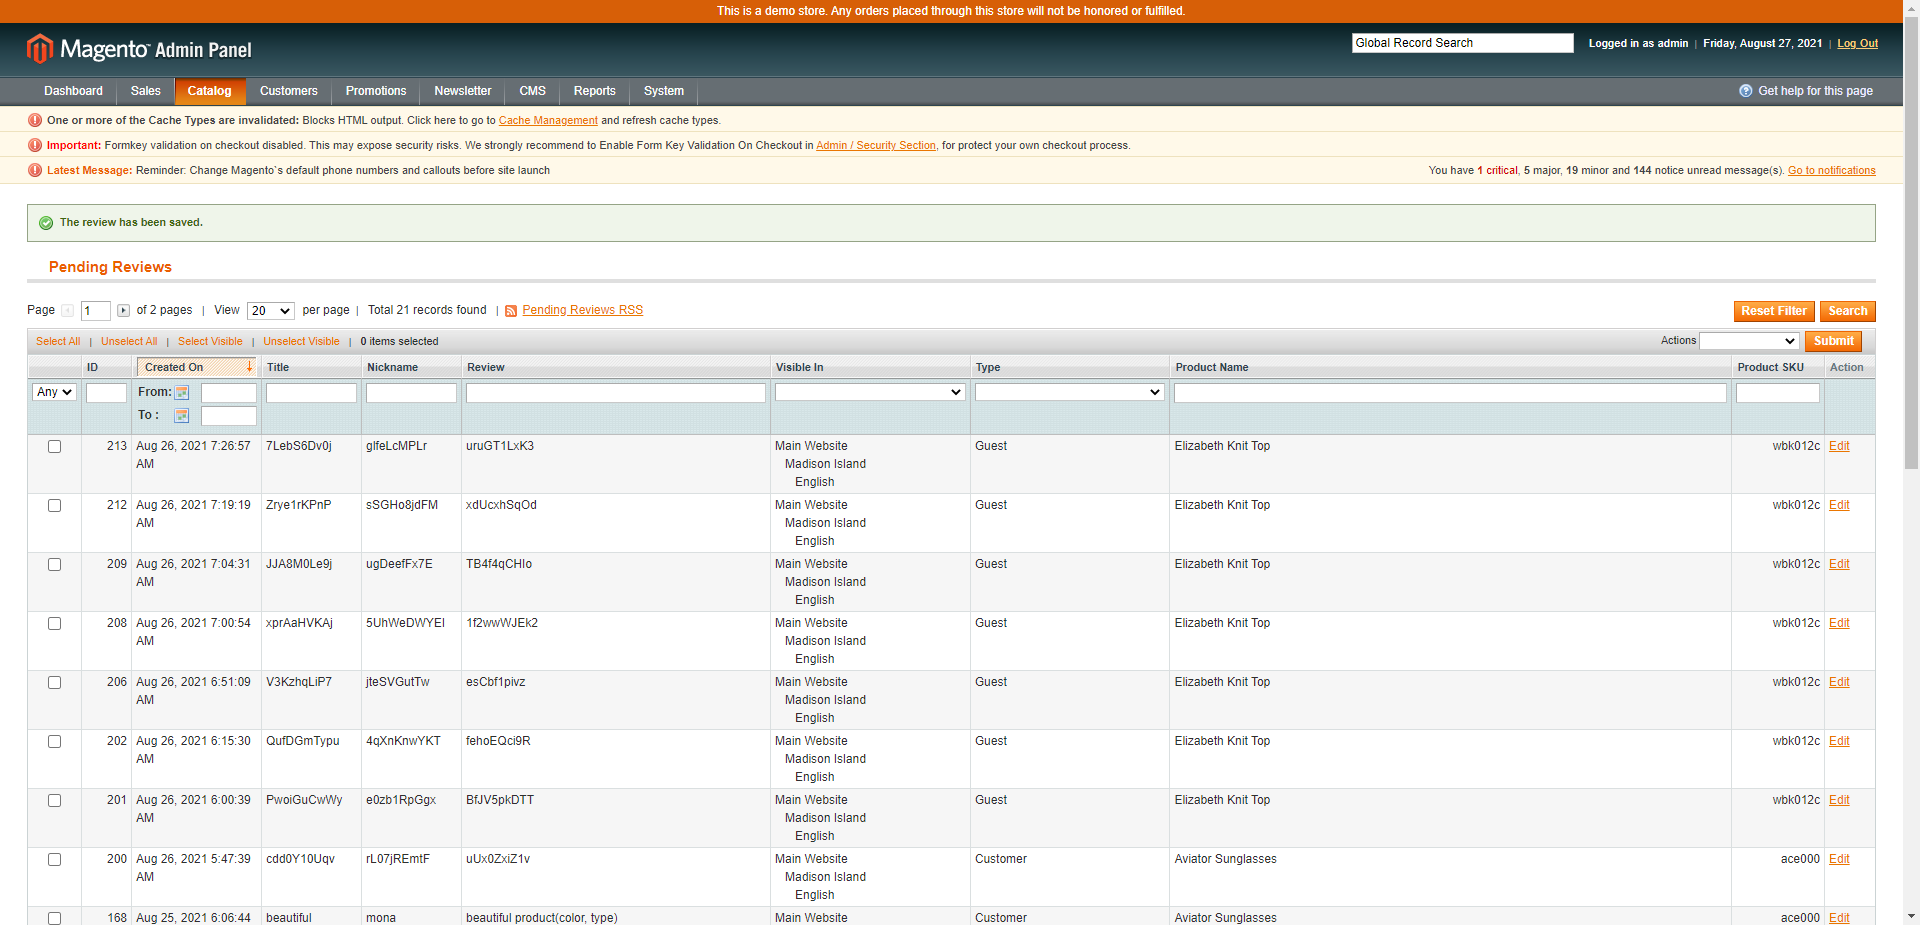 This is a demo store. Any orders placed through this store will not be honored or fulfilled.
Magento™ Admin Panel
Global Record Search
Logged in as admin | Friday, August 27, 2021 | Log Out
Dashboard Sales Catalog Customers Promotions Newsletter CMS Reports System
Get help for this page
One or more of the Cache Types are invalidated: Blocks HTML output. Click here to go to Cache Management and refresh cache types.
Important: Formkey validation on checkout disabled. This may expose security risks. We strongly recommend to Enable Form Key Validation On Checkout in Admin / Security Section, for protect your own checkout process.
Latest Message: Reminder: Change Magento`s default phone numbers and callouts before site launch
You have 1 critical, 5 major, 19 minor and 144 notice unread message(s). Go to notifications
The review has been saved.
Pending Reviews
Page 1 of 2 pages | View 20 per page | Total 21 records found | Pending Reviews RSS
Reset Filter Search
Select All | Unselect All | Select Visible | Unselect Visible | 0 items selected
Actions Submit
ID Created On Title Nickname Review Visible In Type Product Name Product SKU Action
Any From:
To :
213 Aug 26, 2021 7:26:57 AM 7LebS6Dv0j glfeLcMPLr uruGT1LxK3 Main Website Guest Elizabeth Knit Top wbk012c Edit
Madison Island
English
212 Aug 26, 2021 7:19:19 AM Zrye1rKPnP sSGHo8jdFM xdUcxhSqOd Main Website Guest Elizabeth Knit Top wbk012c Edit
Madison Island
English
209 Aug 26, 2021 7:04:31 AM JJA8M0Le9j ugDeefFx7E TB4f4qCHIo Main Website Guest Elizabeth Knit Top wbk012c Edit
Madison Island
English
208 Aug 26, 2021 7:00:54 AM xprAaHVKAj 5UhWeDWYEI 1f2wwWJEk2 Main Website Guest Elizabeth Knit Top wbk012c Edit
Madison Island
English
206 Aug 26, 2021 6:51:09 AM V3KzhqLiP7 jteSVGutTw esCbf1pivz Main Website Guest Elizabeth Knit Top wbk012c Edit
Madison Island
English
202 Aug 26, 2021 6:15:30 AM QufDGmTypu 4qXnKnwYKT fehoEQci9R Main Website Guest Elizabeth Knit Top wbk012c Edit
Madison Island
English
201 Aug 26, 2021 6:00:39 AM PwoiGuCwWy e0zb1RpGgx BfJV5pkDTT Main Website Guest Elizabeth Knit Top wbk012c Edit
Madison Island
English
200 Aug 26, 2021 5:47:39 AM cdd0Y10Uqv rL07jREmtF uUx0ZxiZ1v Main Website Customer Aviator Sunglasses ace000 Edit
Madison Island
English
168 Aug 25, 2021 6:06:44 beautiful mona beautiful product(color, type) Main Website Customer Aviator Sunglasses ace000 Edit